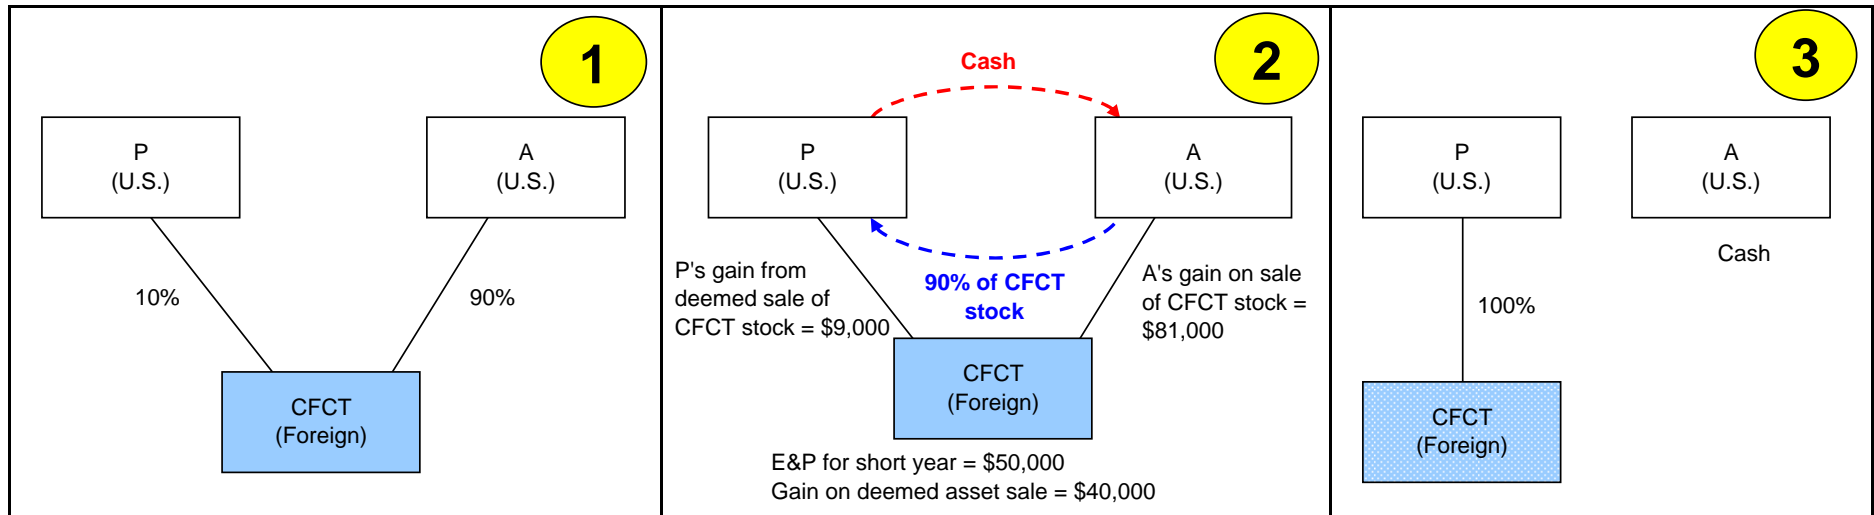 1
P
(U.S.)
A
(U.S.)
10%
90%
CFCT
(Foreign)
2
Cash
P
(U.S.)
A
(U.S.)
P's gain from
deemed sale of
CFCT stock = $9,000
90% of CFCT
stock
A's gain on sale
of CFCT stock =
$81,000
CFCT
(Foreign)
E&P for short year = $50,000
Gain on deemed asset sale = $40,000
3
P
(U.S.)
A
(U.S.)
Cash
100%
CFCT
(Foreign)